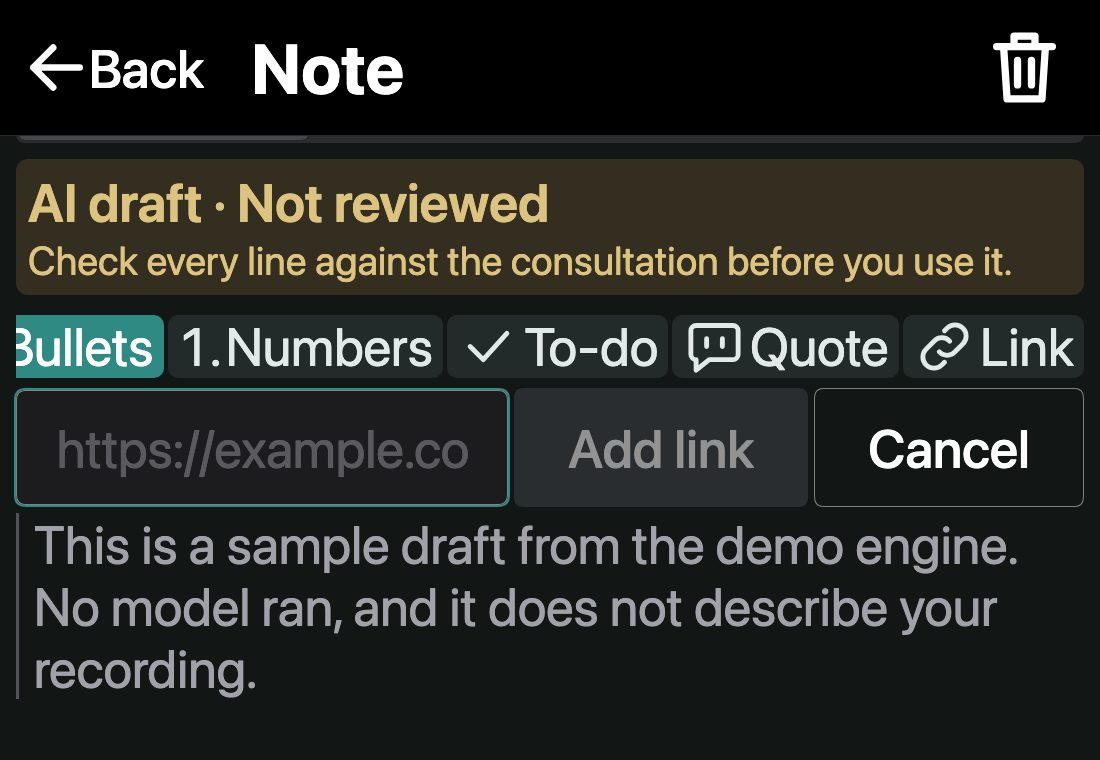 Back Note
AI draft · Not reviewed
Check every line against the consultation before you use it.
Bullets 1. Numbers To-do Quote Link
https://example.co Add link Cancel
This is a sample draft from the demo engine.
No model ran, and it does not describe your
recording.